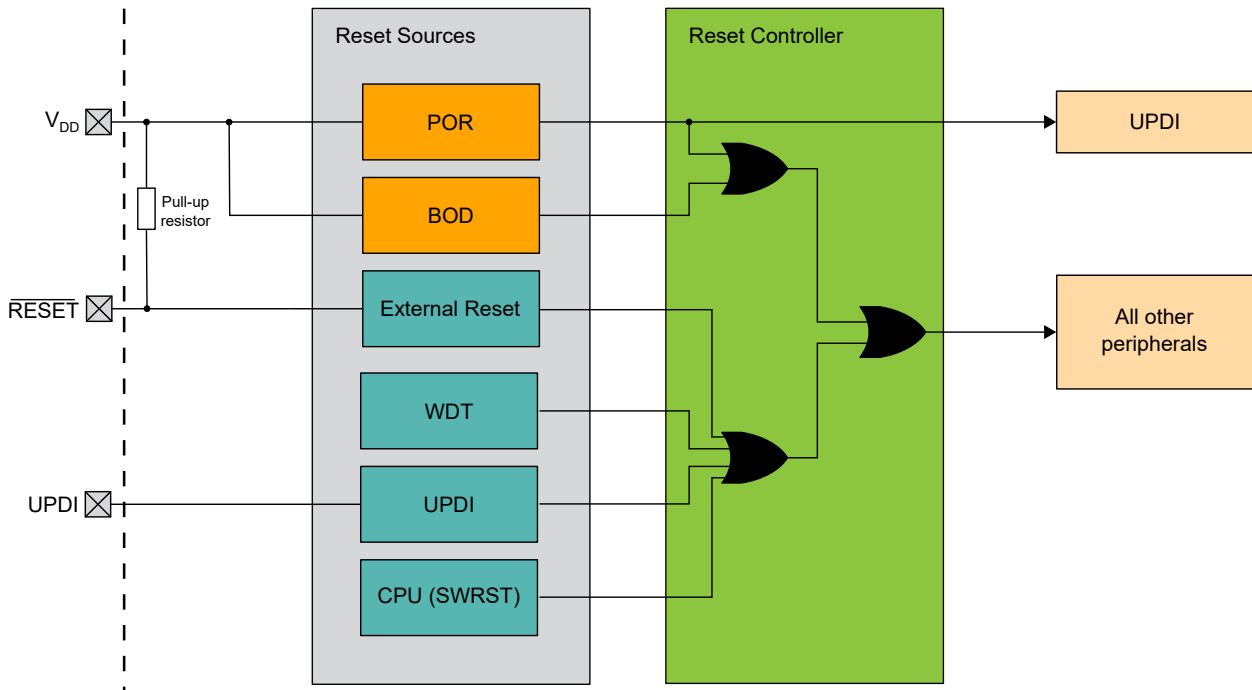 Reset Sources
Reset Controller
VDD
POR
UPDI
Pull-up
resistor
BOD
RESET
External Reset
All other
peripherals
WDT
UPDI
UPDI
CPU (SWRST)